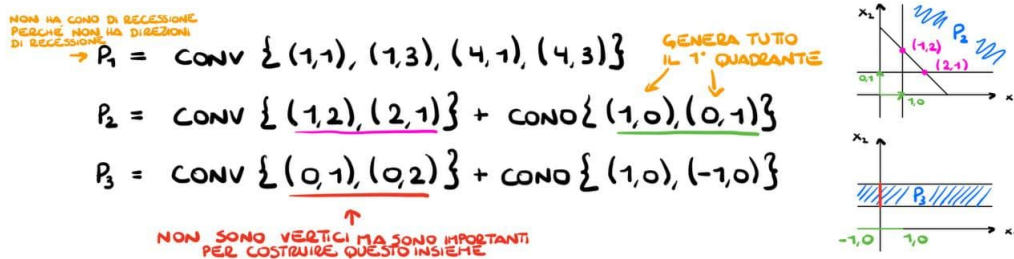 NON HA CONO DI RECESSIONE
PERCHÉ NON HA DIREZIONI
DI RECESSIONE
→ P₁ = CONV { (1,1), (1,3), (4,1), (4,3)}
GENERA TUTTO
IL 1° QUADRANTE
P₂ = CONV { (1,2), (2,1)} + CONO{ (1,0), (0,1)}
P₃ = CONV { (0,1), (0,2)} + CONO { (1,0), (-1,0)}
NON SONO VERTICI MA SONO IMPORTANTI
PER COSTRUIRE QUESTO INSIEME
x₂
P₂
(1,2)
(2,1)
0,1
1,0
x
x₂
P₃
-1,0
1,0
x